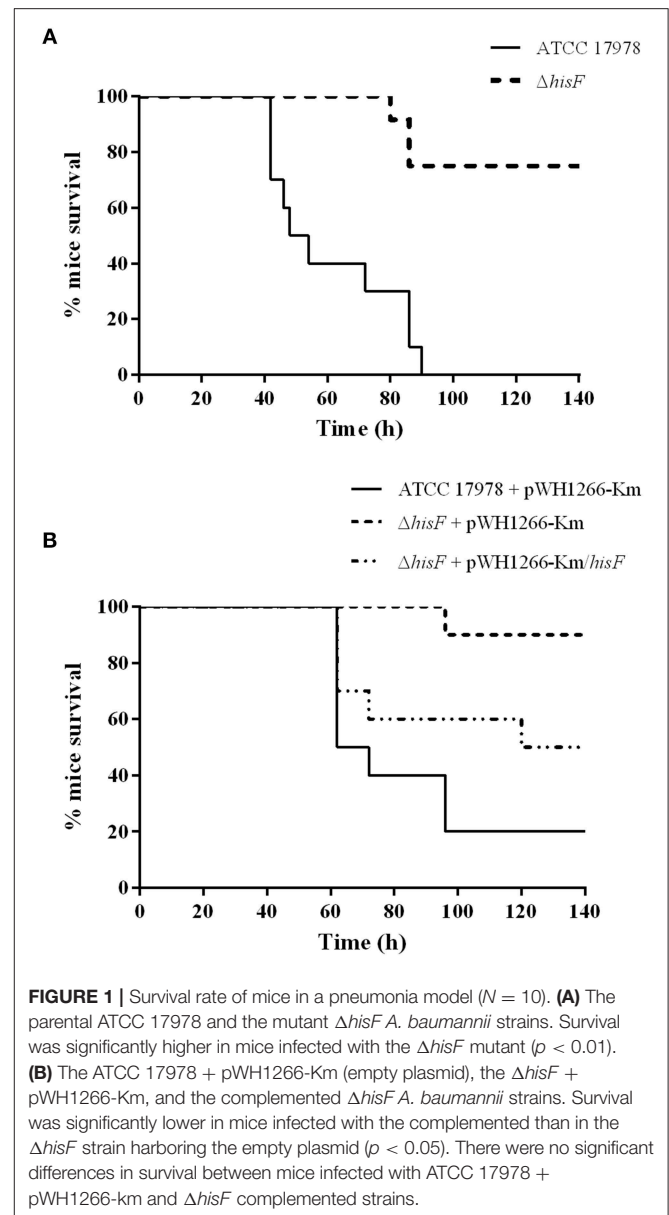 A
ATCC 17978
ΔhisF
100
80
60
40
20
0
% mice survival
0 20 40 60 80 100 120 140
Time (h)
ATCC 17978 + pWH1266-Km
ΔhisF + pWH1266-Km
B
ΔhisF + pWH1266-Km/hisF
100
80
60
40
20
0
% mice survival
0 20 40 60 80 100 120 140
Time (h)
FIGURE 1 | Survival rate of mice in a pneumonia model (N = 10). (A) The
parental ATCC 17978 and the mutant ΔhisF A. baumannii strains. Survival
was significantly higher in mice infected with the ΔhisF mutant (p < 0.01).
(B) The ATCC 17978 + pWH1266-Km (empty plasmid), the ΔhisF +
pWH1266-Km, and the complemented ΔhisF A. baumannii strains. Survival
was significantly lower in mice infected with the complemented than in the
ΔhisF strain harboring the empty plasmid (p < 0.05). There were no significant
differences in survival between mice infected with ATCC 17978 +
pWH1266-km and ΔhisF complemented strains.